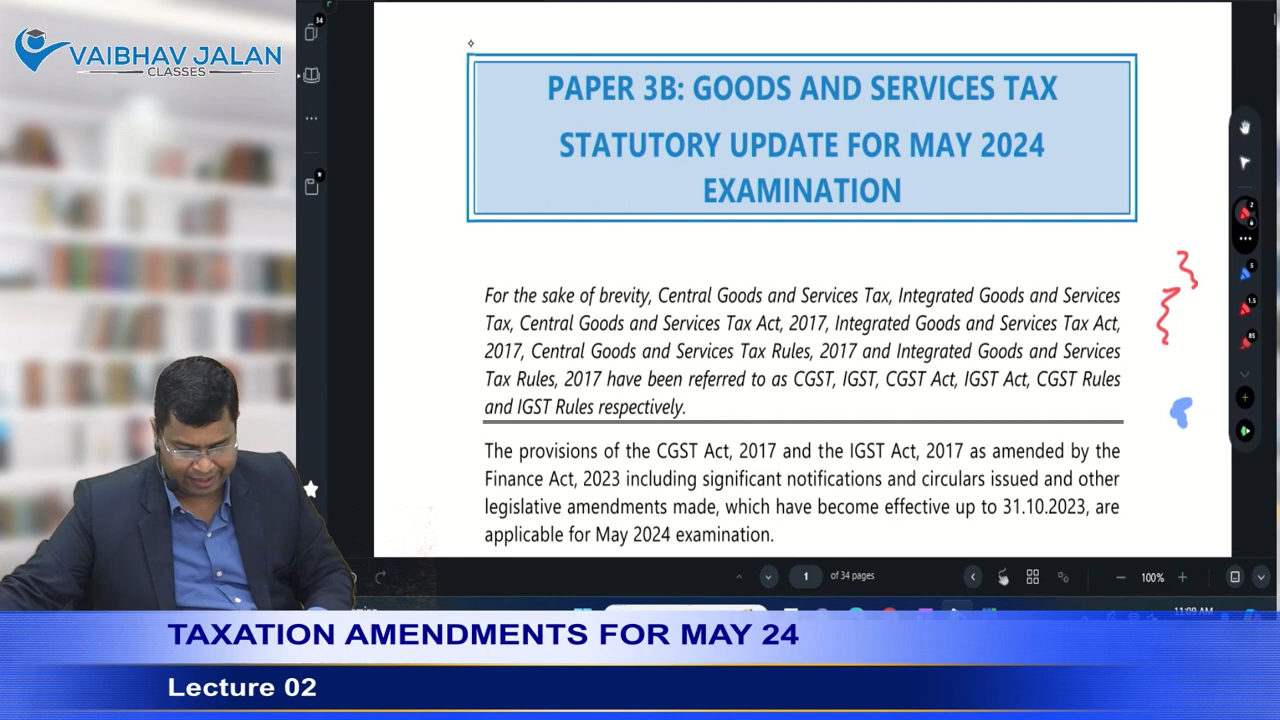 VAIBHAV JALAN
CLASSES
34
PAPER 3B: GOODS AND SERVICES TAX
STATUTORY UPDATE FOR MAY 2024
EXAMINATION
For the sake of brevity, Central Goods and Services Tax, Integrated Goods and Services
Tax, Central Goods and Services Tax Act, 2017, Integrated Goods and Services Tax Act,
2017, Central Goods and Services Tax Rules, 2017 and Integrated Goods and Services
Tax Rules, 2017 have been referred to as CGST, IGST, CGST Act, IGST Act, CGST Rules
and IGST Rules respectively.
The provisions of the CGST Act, 2017 and the IGST Act, 2017 as amended by the
Finance Act, 2023 including significant notifications and circulars issued and other
legislative amendments made, which have become effective up to 31.10.2023, are
applicable for May 2024 examination.
2
5
1.5
85
1 of 34 pages
100%
TAXATION AMENDMENTS FOR MAY 24
Lecture 02